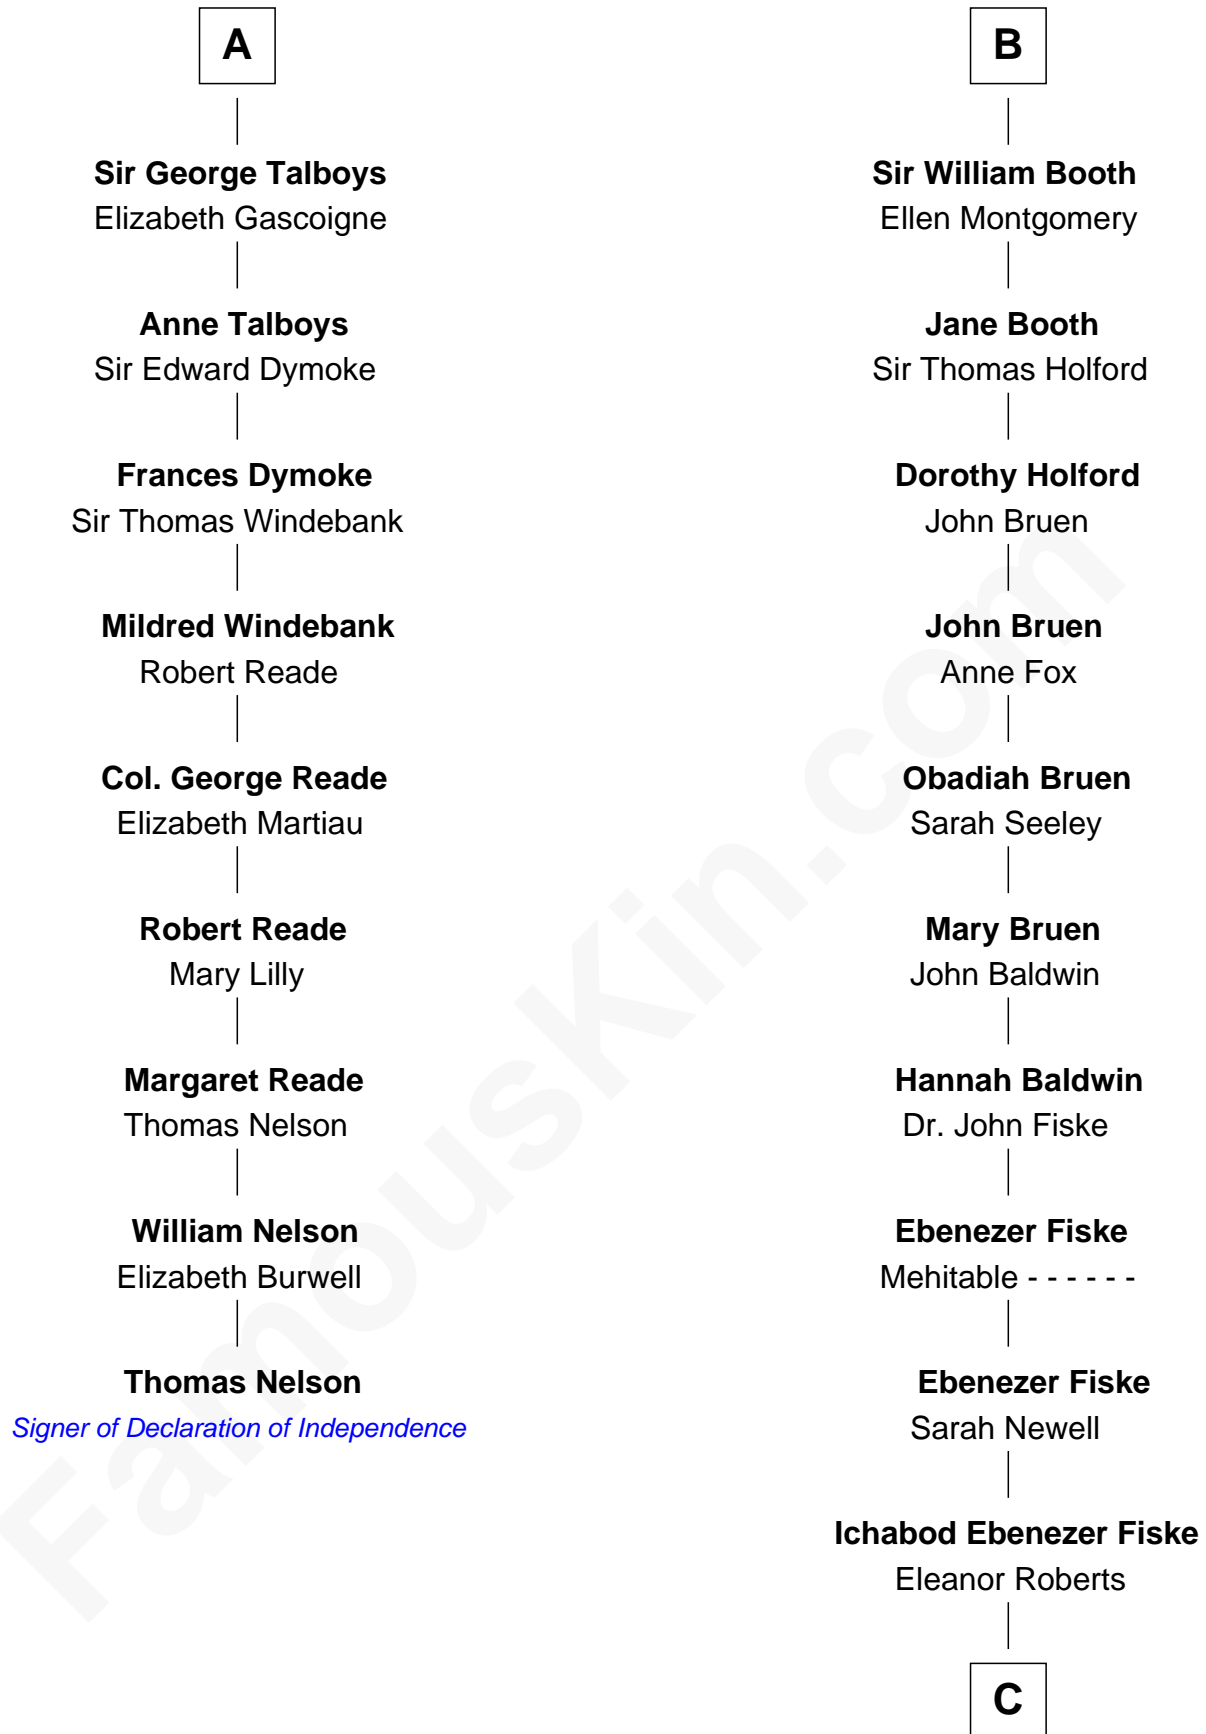 A
Sir George Talboys
Elizabeth Gascoigne
Anne Talboys
Sir Edward Dymoke
Frances Dymoke
Sir Thomas Windebank
Mildred Windebank
Robert Reade
Col. George Reade
Elizabeth Martiau
Robert Reade
Mary Lilly
Margaret Reade
Thomas Nelson
William Nelson
Elizabeth Burwell
Thomas Nelson
Signer of Declaration of Independence
B
Sir William Booth
Ellen Montgomery
Jane Booth
Sir Thomas Holford
Dorothy Holford
John Bruen
John Bruen
Anne Fox
Obadiah Bruen
Sarah Seeley
Mary Bruen
John Baldwin
Hannah Baldwin
Dr. John Fiske
Ebenezer Fiske
Mehitable - - - - - -
Ebenezer Fiske
Sarah Newell
Ichabod Ebenezer Fiske
Eleanor Roberts
C
FamousKin.com